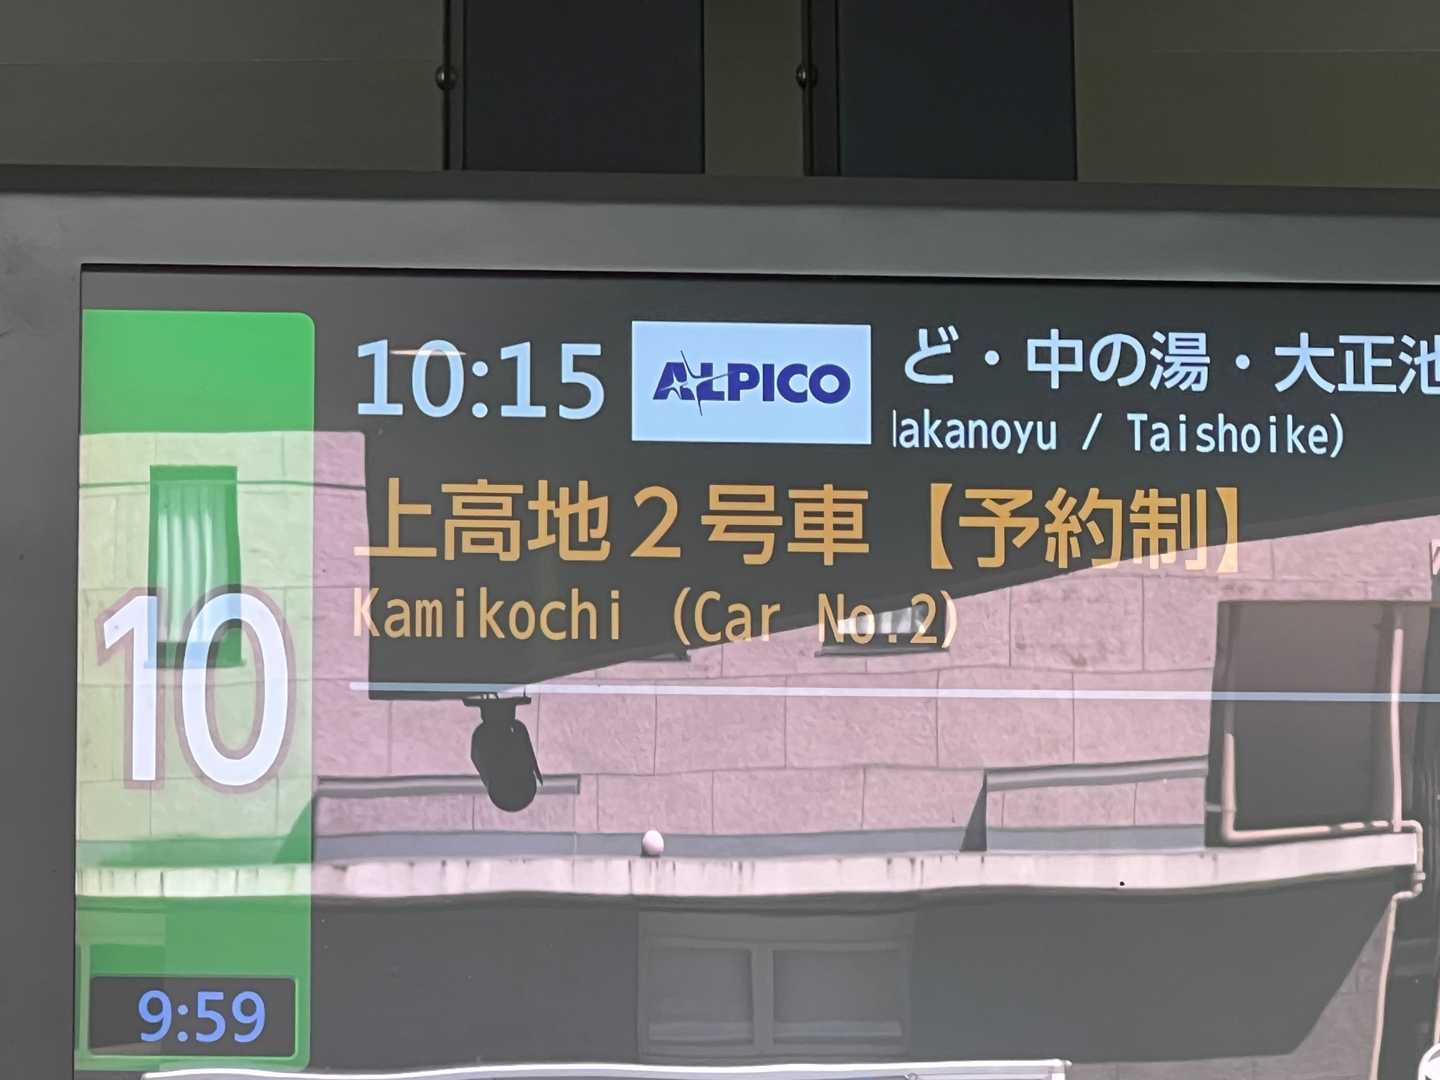 10:15 ALPICO ど・中の湯・大正池
akanoyu / Taishoike)
上高地２号車【予約制】
Kamikochi (Car No.2)
10
9:59